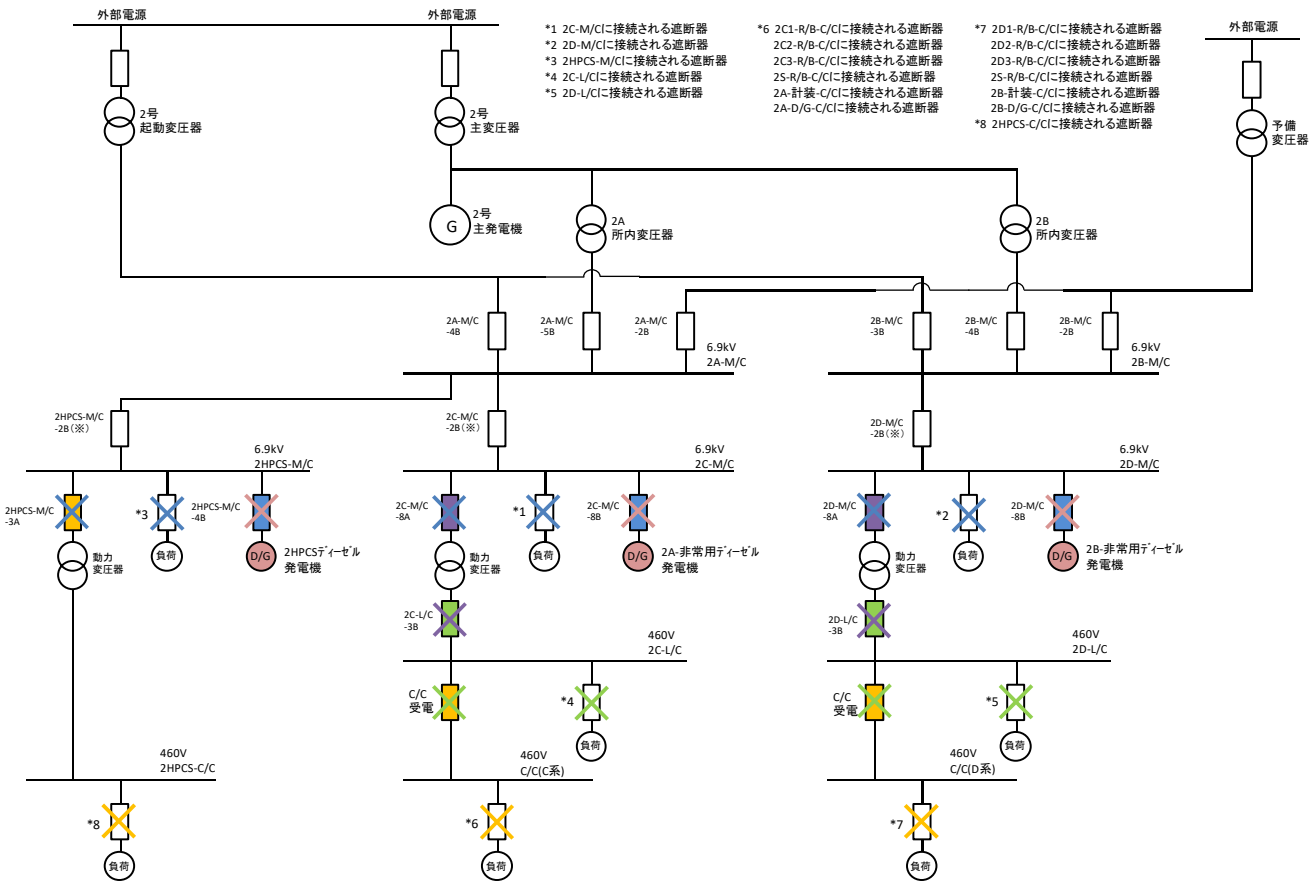 外部電源
外部電源
外部電源
*1 2C-M/Cに接続される遮断器
*2 2D-M/Cに接続される遮断器
*3 2HPCS-M/Cに接続される遮断器
*4 2C-L/Cに接続される遮断器
*5 2D-L/Cに接続される遮断器
*6 2C1-R/B-C/Cに接続される遮断器
2C2-R/B-C/Cに接続される遮断器
2C3-R/B-C/Cに接続される遮断器
2S-R/B-C/Cに接続される遮断器
2A-計装-C/Cに接続される遮断器
2A-D/G-C/Cに接続される遮断器
*7 2D1-R/B-C/Cに接続される遮断器
2D2-R/B-C/Cに接続される遮断器
2D3-R/B-C/Cに接続される遮断器
2S-R/B-C/Cに接続される遮断器
2B-計装-C/Cに接続される遮断器
2B-D/G-C/Cに接続される遮断器
*8 2HPCS-C/Cに接続される遮断器
2号
起動変圧器
2号
主変圧器
予備
変圧器
G
2号
主発電機
2A
所内変圧器
2B
所内変圧器
2A-M/C
-4B
2A-M/C
-5B
2A-M/C
-2B
2B-M/C
-3B
2B-M/C
-4B
2B-M/C
-2B
6.9kV
2A-M/C
6.9kV
2B-M/C
2HPCS-M/C
-2B(※)
2C-M/C
-2B(※)
2D-M/C
-2B(※)
6.9kV
2HPCS-M/C
6.9kV
2C-M/C
6.9kV
2D-M/C
2HPCS-M/C
-3A
*3
2HPCS-M/C
-4B
2C-M/C
-8A
*1
2C-M/C
-8B
2D-M/C
-8A
*2
2D-M/C
-8B
動力
変圧器
負荷
D/G
2HPCSディーゼル
発電機
動力
変圧器
負荷
D/G
2A-非常用ディーゼル
発電機
動力
変圧器
負荷
D/G
2B-非常用ディーゼル
発電機
2C-L/C
-3B
2D-L/C
-3B
460V
2C-L/C
460V
2D-L/C
C/C
受電
*4
負荷
C/C
受電
*5
負荷
460V
2HPCS-C/C
460V
C/C(C系)
460V
C/C(D系)
*8
負荷
*6
負荷
*7
負荷